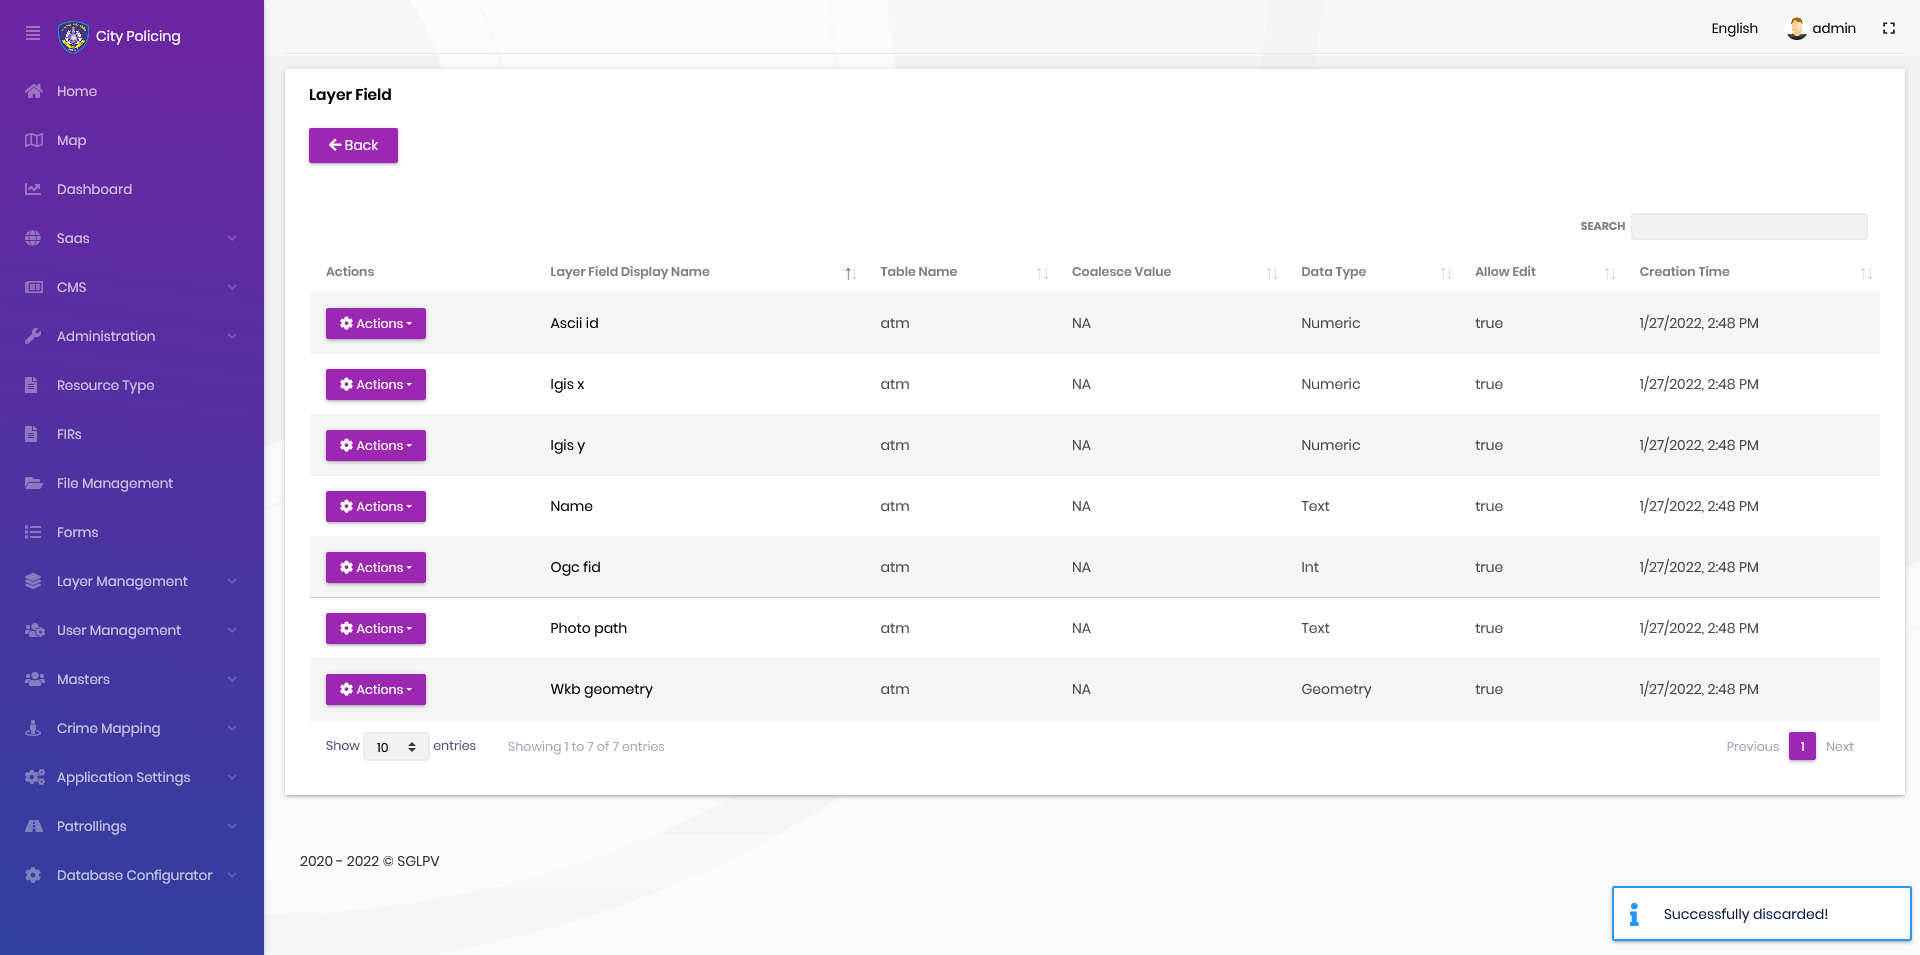 City Policing
English
admin
Home
Map
Dashboard
Saas
CMS
Administration
Resource Type
FIRs
File Management
Forms
Layer Management
User Management
Masters
Crime Mapping
Application Settings
Patrollings
Database Configurator
Layer Field
Back
SEARCH
Actions Layer Field Display Name Table Name Coalesce Value Data Type Allow Edit Creation Time
Actions Ascii id atm NA Numeric true 1/27/2022, 2:48 PM
Actions Igis x atm NA Numeric true 1/27/2022, 2:48 PM
Actions Igis y atm NA Numeric true 1/27/2022, 2:48 PM
Actions Name atm NA Text true 1/27/2022, 2:48 PM
Actions Ogc fid atm NA Int true 1/27/2022, 2:48 PM
Actions Photo path atm NA Text true 1/27/2022, 2:48 PM
Actions Wkb geometry atm NA Geometry true 1/27/2022, 2:48 PM
Show 10 entries Showing 1 to 7 of 7 entries Previous 1 Next
2020 - 2022 © SGLPV
Successfully discarded!